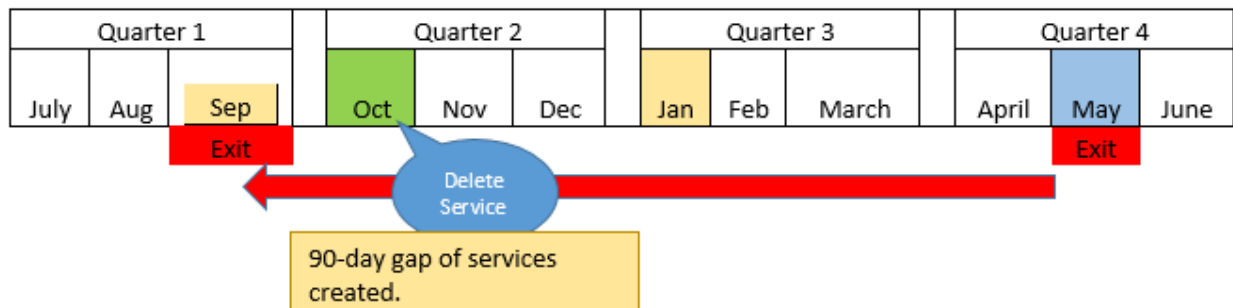 Quarter 1 Quarter 2 Quarter 3 Quarter 4
July Aug Sep Oct Nov Dec Jan Feb March April May June
Exit Exit
Delete
Service
90-day gap of services
created.